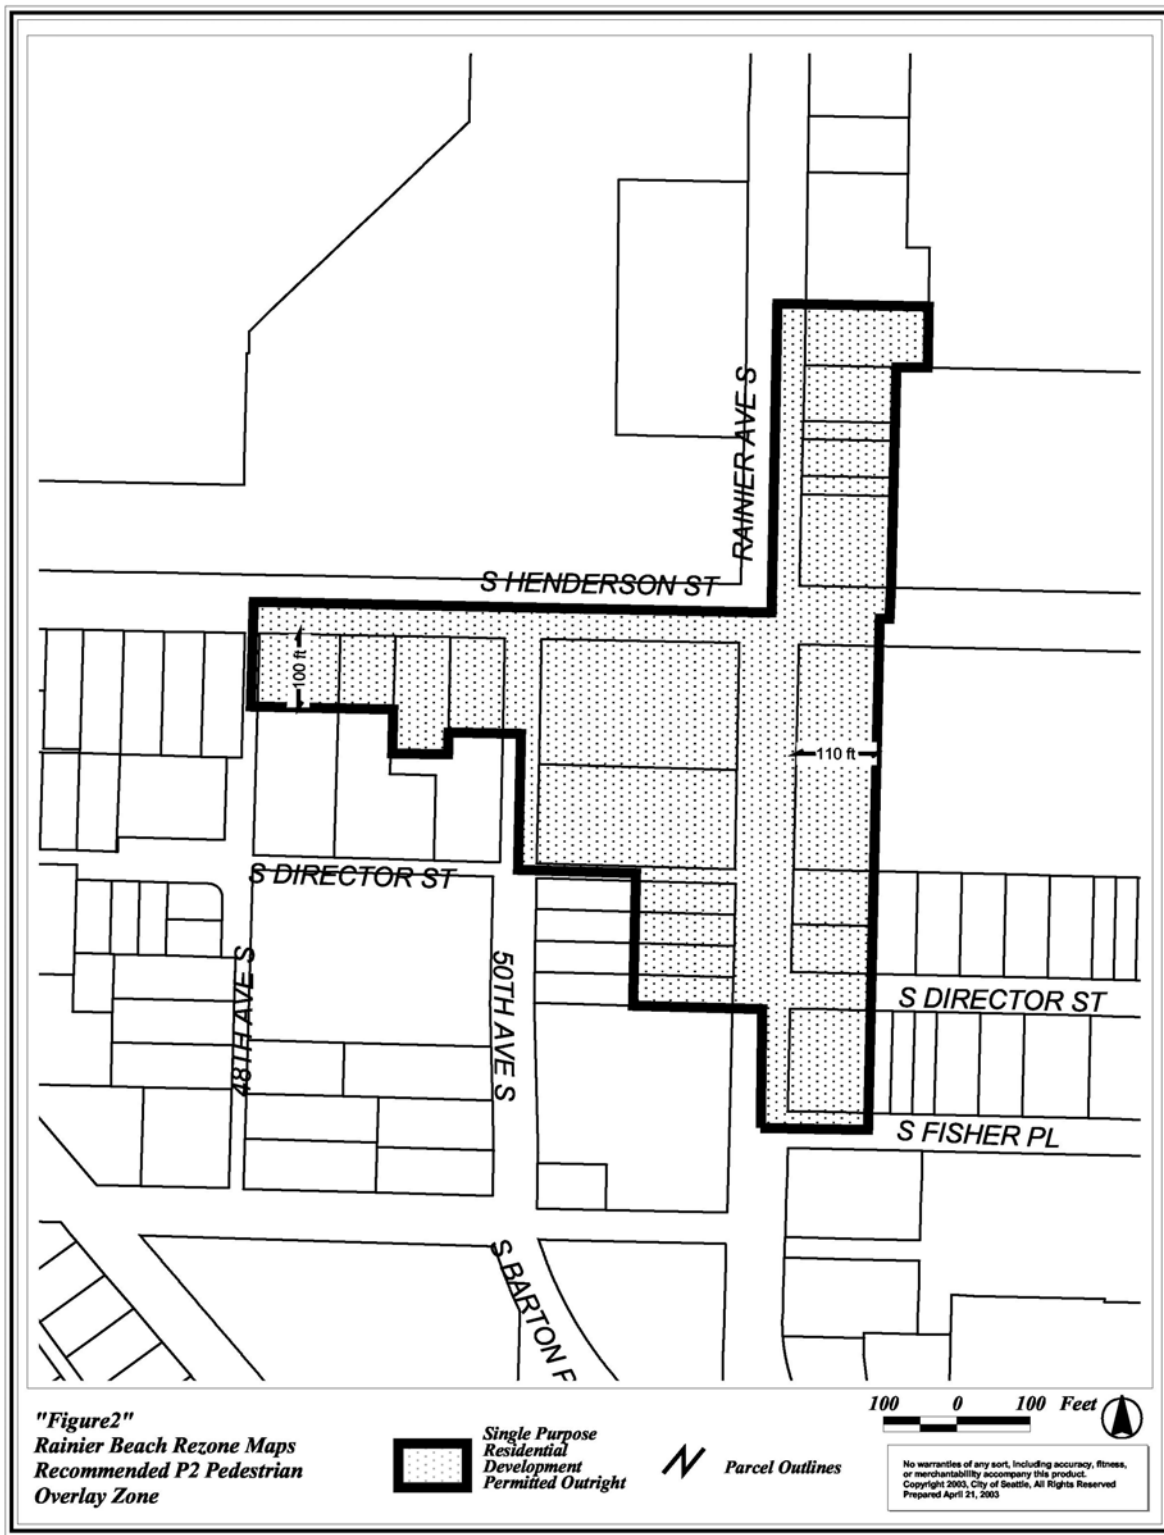 RAINIER AVE S
S HENDERSON ST
100 ft
110 ft
S DIRECTOR ST
48TH AVE S
50TH AVE S
S DIRECTOR ST
S FISHER PL
S BARTON P
"Figure2"
Rainier Beach Rezone Maps
Recommended P2 Pedestrian
Overlay Zone
Single Purpose
Residential
Development
Permitted Outright
Parcel Outlines
100 0 100 Feet
No warranties of any sort, including accuracy, fitness,
or merchantability accompany this product.
Copyright 2003, City of Seattle, All Rights Reserved
Prepared April 21, 2003